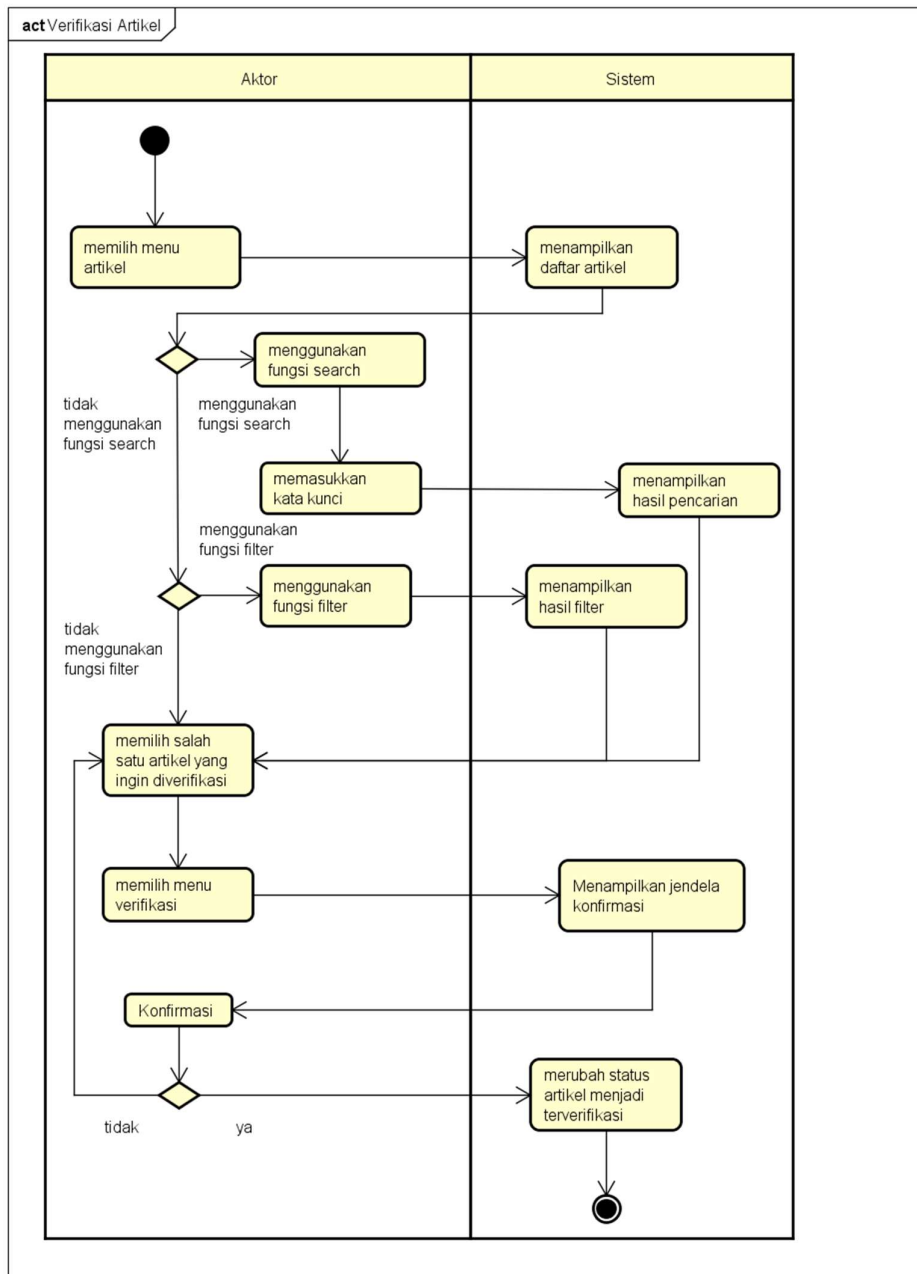 act Verifikasi Artikel
Aktor
Sistem
memilih menu
artikel
menampilkan
daftar artikel
menggunakan
fungsi search
tidak
menggunakan
fungsi search
menggunakan
fungsi search
memasukkan
kata kunci
menampilkan
hasil pencarian
menggunakan
fungsi filter
menggunakan
fungsi filter
menampilkan
hasil filter
tidak
menggunakan
fungsi filter
memilih salah
satu artikel yang
ingin diverifikasi
memilih menu
verifikasi
Menampilkan jendela
konfirmasi
Konfirmasi
merubah status
artikel menjadi
terverifikasi
tidak
ya